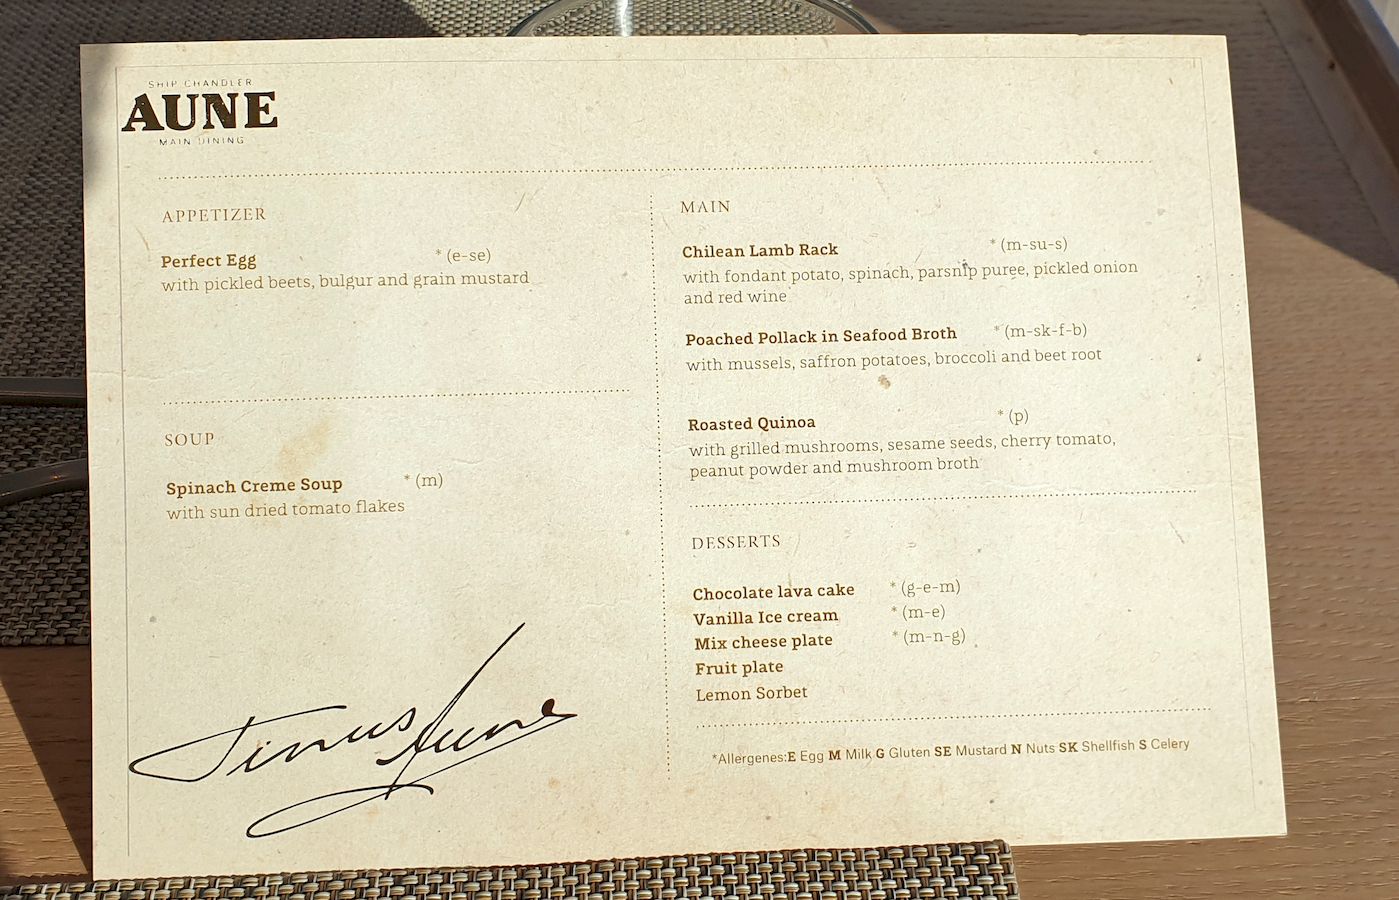 SHIP CHANDLER
AUNE
MAIN DINING
APPETIZER
Perfect Egg * (e-se)
with pickled beets, bulgur and grain mustard
SOUP
Spinach Creme Soup * (m)
with sun dried tomato flakes
MAIN
Chilean Lamb Rack * (m-su-s)
with fondant potato, spinach, parsnip puree, pickled onion
and red wine
Poached Pollack in Seafood Broth * (m-sk-f-b)
with mussels, saffron potatoes, broccoli and beet root
Roasted Quinoa * (p)
with grilled mushrooms, sesame seeds, cherry tomato,
peanut powder and mushroom broth
DESSERTS
Chocolate lava cake * (g-e-m)
Vanilla Ice cream * (m-e)
Mix cheese plate * (m-n-g)
Fruit plate
Lemon Sorbet
*Allergenes:E Egg M Milk G Gluten SE Mustard N Nuts SK Shellfish S Celery
Aune